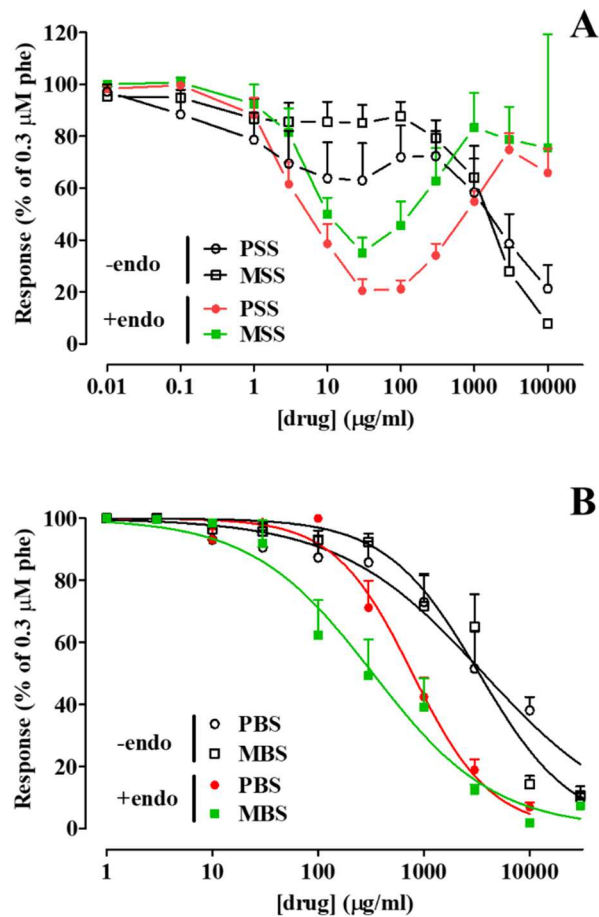 A
Response (% of 0.3 µM phe)
120
100
80
60
40
20
0
-endo
PSS
MSS
+endo
PSS
MSS
0.01 0.1 1 10 100 1000 10000
[drug] (µg/ml)
B
Response (% of 0.3 µM phe)
100
80
60
40
20
0
-endo
PBS
MBS
+endo
PBS
MBS
1 10 100 1000 10000
[drug] (µg/ml)